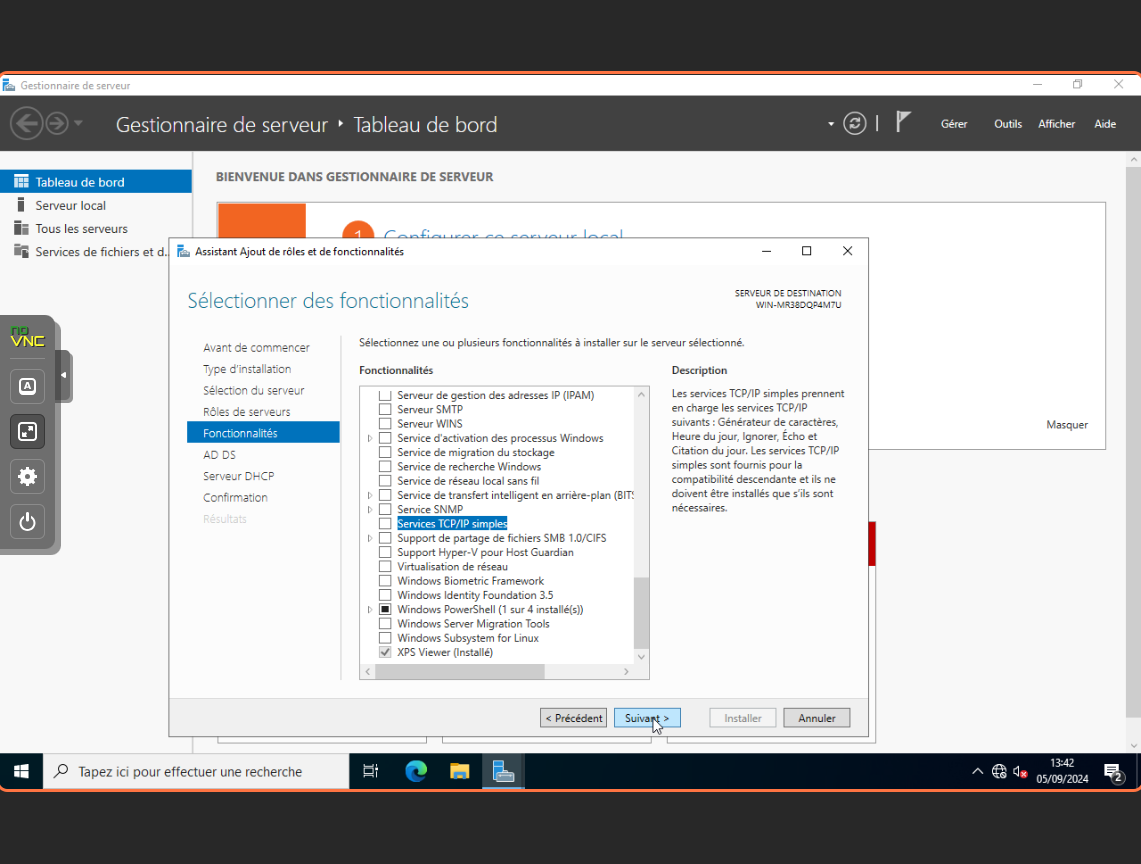 Gestionnaire de serveur
Gestionnaire de serveur ‣ Tableau de bord
Gérer
Outils
Afficher
Aide
Tableau de bord
Serveur local
Tous les serveurs
Services de fichiers et d...
BIENVENUE DANS GESTIONNAIRE DE SERVEUR
1
Configurer ce serveur local
Masquer
no
VNC
A
Assistant Ajout de rôles et de fonctionnalités
Sélectionner des fonctionnalités
SERVEUR DE DESTINATION
WIN-MR38DQP4M7U
Avant de commencer
Type d'installation
Sélection du serveur
Rôles de serveurs
Fonctionnalités
AD DS
Serveur DHCP
Confirmation
Résultats
Sélectionnez une ou plusieurs fonctionnalités à installer sur le serveur sélectionné.
Fonctionnalités
Serveur de gestion des adresses IP (IPAM)
Serveur SMTP
Serveur WINS
Service d'activation des processus Windows
Service de migration du stockage
Service de recherche Windows
Service de réseau local sans fil
Service de transfert intelligent en arrière-plan (BITS
Service SNMP
Services TCP/IP simples
Support de partage de fichiers SMB 1.0/CIFS
Support Hyper-V pour Host Guardian
Virtualisation de réseau
Windows Biometric Framework
Windows Identity Foundation 3.5
Windows PowerShell (1 sur 4 installé(s))
Windows Server Migration Tools
Windows Subsystem for Linux
XPS Viewer (Installé)
Description
Les services TCP/IP simples prennent
en charge les services TCP/IP
suivants : Générateur de caractères,
Heure du jour, Ignorer, Écho et
Citation du jour. Les services TCP/IP
simples sont fournis pour la
compatibilité descendante et ils ne
doivent être installés que s'ils sont
nécessaires.
< Précédent
Suivant >
Installer
Annuler
Tapez ici pour effectuer une recherche
13:42
05/09/2024
2